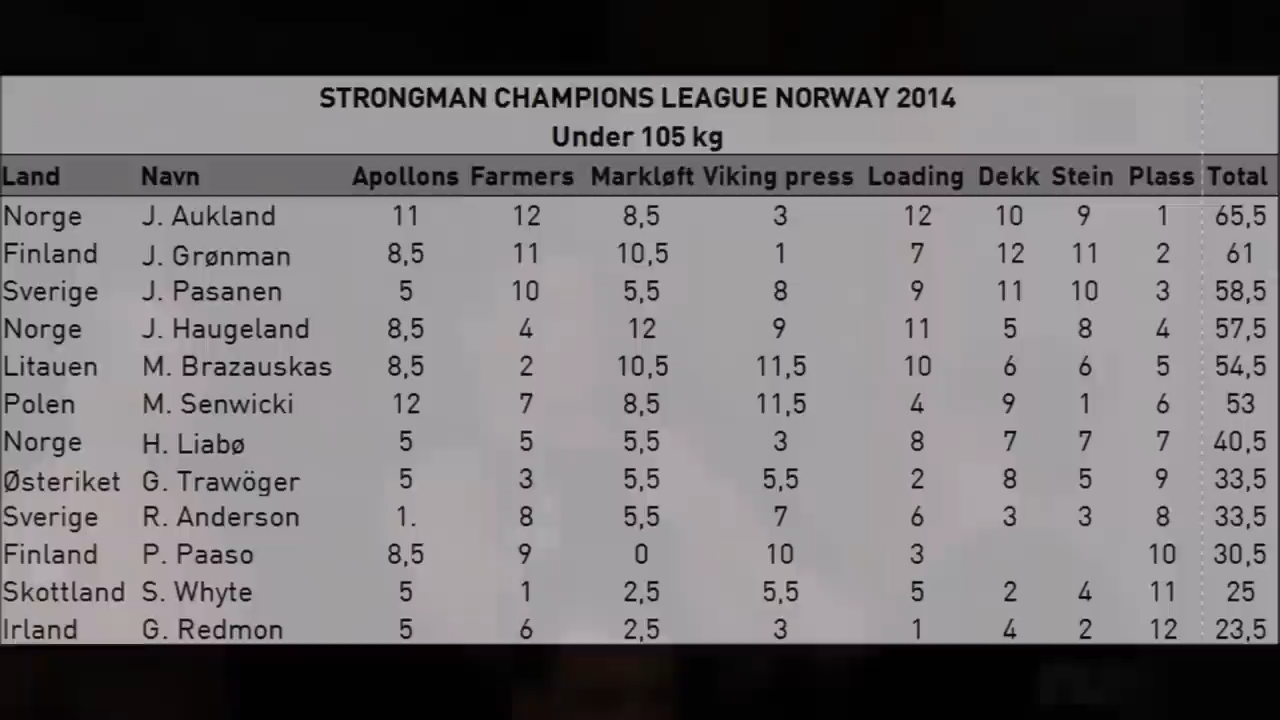 STRONGMAN CHAMPIONS LEAGUE NORWAY 2014
Under 105 kg
Land Navn Apollons Farmers Markløft Viking press Loading Dekk Stein Plass Total
Norge J. Aukland 11 12 8,5 3 12 10 9 1 65,5
Finland J. Grønman 8,5 11 10,5 1 7 12 11 2 61
Sverige J. Pasanen 5 10 5,5 8 9 11 10 3 58,5
Norge J. Haugeland 8,5 4 12 9 11 5 8 4 57,5
Litauen M. Brazauskas 8,5 2 10,5 11,5 10 6 6 5 54,5
Polen M. Senwicki 12 7 8,5 11,5 4 9 1 6 53
Norge H. Liabø 5 5 5,5 3 8 7 7 7 40,5
Østeriket G. Trawöger 5 3 5,5 5,5 2 8 5 9 33,5
Sverige R. Anderson 1. 8 5,5 7 6 3 3 8 33,5
Finland P. Paaso 8,5 9 0 10 3 10 30,5
Skottland S. Whyte 5 1 2,5 5,5 5 2 4 11 25
Irland G. Redmon 5 6 2,5 3 1 4 2 12 23,5